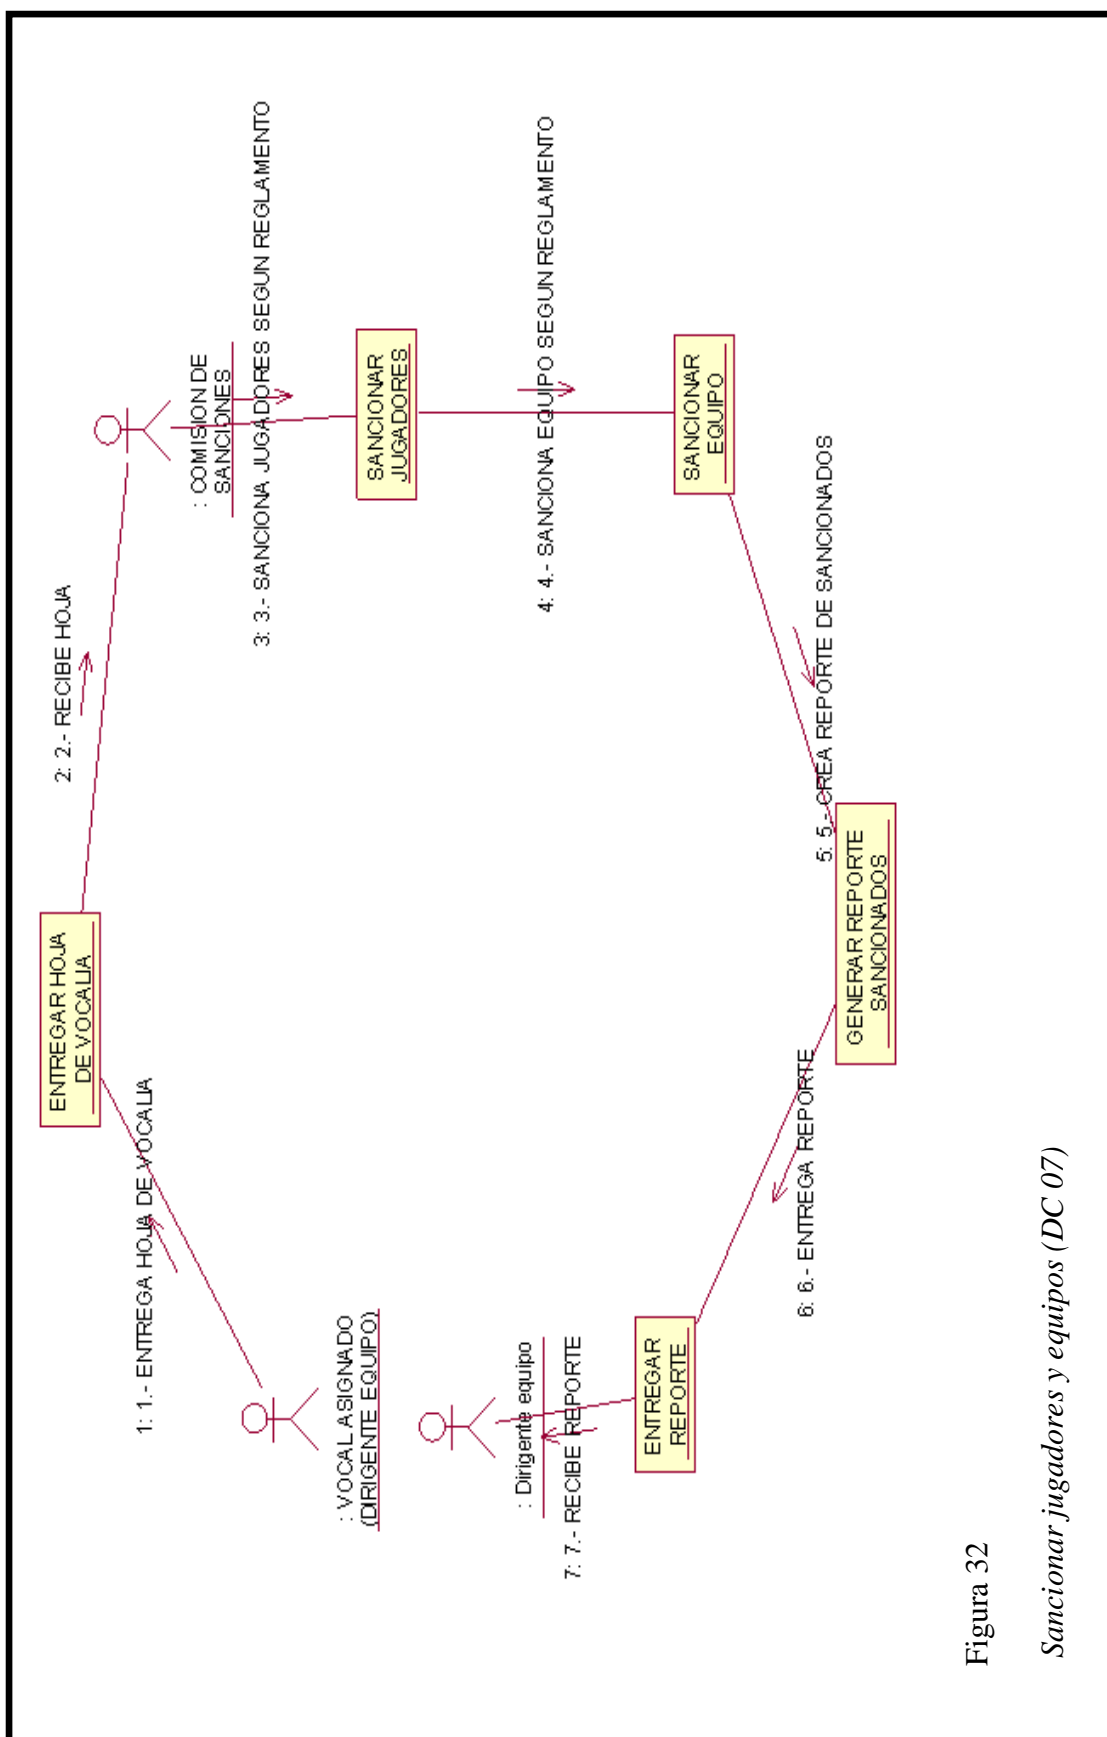 1: 1.- ENTREGA HOJA DE VOCALIA
ENTREGAR HOJA
DE VOCALIA
2: 2.- RECIBE HOJA
: COMISION DE
SANCIONES
3: 3.- SANCIONA JUGADORES SEGUN REGLAMENTO
SANCIONAR
JUGADORES
4: 4.- SANCIONA EQUIPO SEGUN REGLAMENTO
SANCIONAR
EQUIPO
5: 5.- CREA REPORTE DE SANCIONADOS
GENERAR REPORTE
SANCIONADOS
6: 6.- ENTREGA REPORTE
ENTREGAR
REPORTE
7: 7.- RECIBE REPORTE
: Dirigente equipo
: VOCAL ASIGNADO
(DIRIGENTE EQUIPO)
Figura 32
Sancionar jugadores y equipos (DC 07)